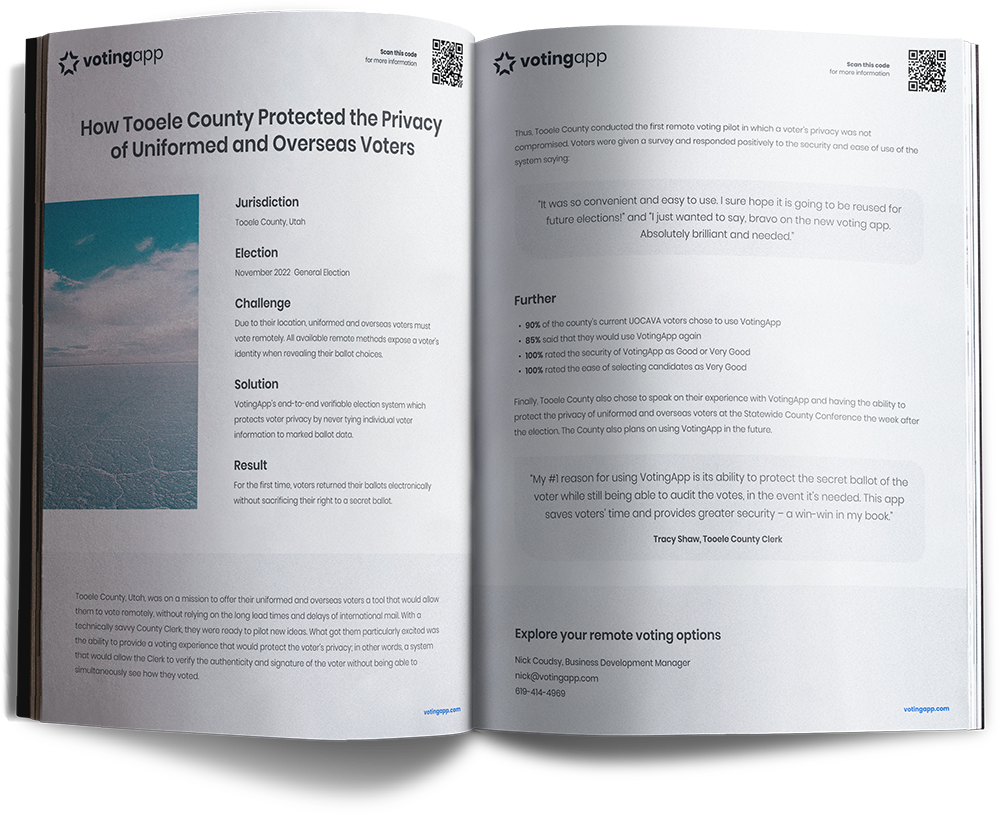 votingapp
Scan this code
for more information
How Tooele County Protected the Privacy
of Uniformed and Overseas Voters
Jurisdiction
Tooele County, Utah
Election
November 2022 General Election
Challenge
Due to their location, uniformed and overseas voters must
vote remotely. All available remote methods expose a voter's
identity when revealing their ballot choices.
Solution
VotingApp's end-to-end verifiable election system which
protects voter privacy by never tying individual voter
information to marked ballot data.
Result
For the first time, voters returned their ballots electronically
without sacrificing their right to a secret ballot.
Tooele County, Utah, was on a mission to offer their uniformed and overseas voters a tool that would allow
them to vote remotely, without relying on the long lead times and delays of international mail. With a
technically savvy County Clerk, they were ready to pilot new ideas. What got them particularly excited was
the ability to provide a voting experience that would protect the voter's privacy; in other words, a system
that would allow the Clerk to verify the authenticity and signature of the voter without being able to
simultaneously see how they voted.
votingapp.com
votingapp
Scan this code
for more information
Thus, Tooele County conducted the first remote voting pilot in which a voter's privacy was not
compromised. Voters were given a survey and responded positively to the security and ease of use of the
system saying:
"It was so convenient and easy to use. I sure hope it is going to be reused for
future elections!" and "I just wanted to say, bravo on the new voting app.
Absolutely brilliant and needed."
Further
• 90% of the county's current UOCAVA voters chose to use VotingApp
• 85% said that they would use VotingApp again
• 100% rated the security of VotingApp as Good or Very Good
• 100% rated the ease of selecting candidates as Very Good
Finally, Tooele County also chose to speak on their experience with VotingApp and having the ability to
protect the privacy of uniformed and overseas voters at the Statewide County Conference the week after
the election. The County also plans on using VotingApp in the future.
"My #1 reason for using VotingApp is its ability to protect the secret ballot of the
voter while still being able to audit the votes, in the event it's needed. This app
saves voters' time and provides greater security – a win-win in my book."
Tracy Shaw, Tooele County Clerk
Explore your remote voting options
Nick Coudsy, Business Development Manager
nick@votingapp.com
619-414-4969
votingapp.com